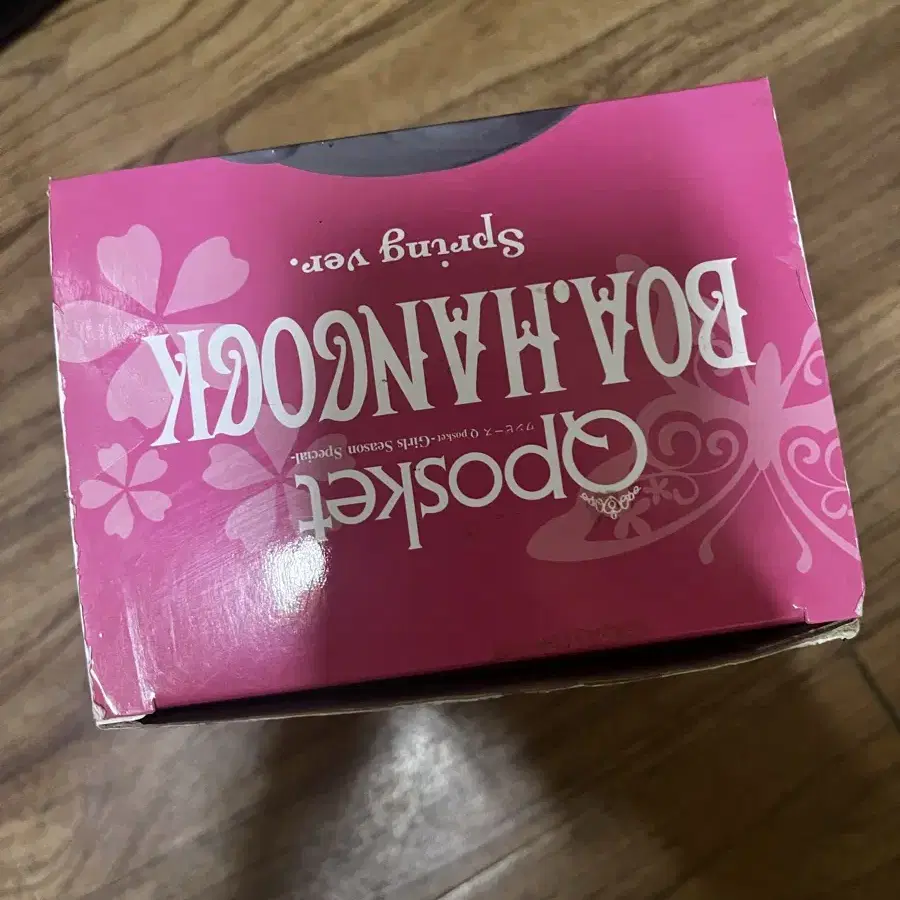 Qposket
ワンピース Q posket-Girls Season Special-
BOA.HANCOCK
Spring ver.